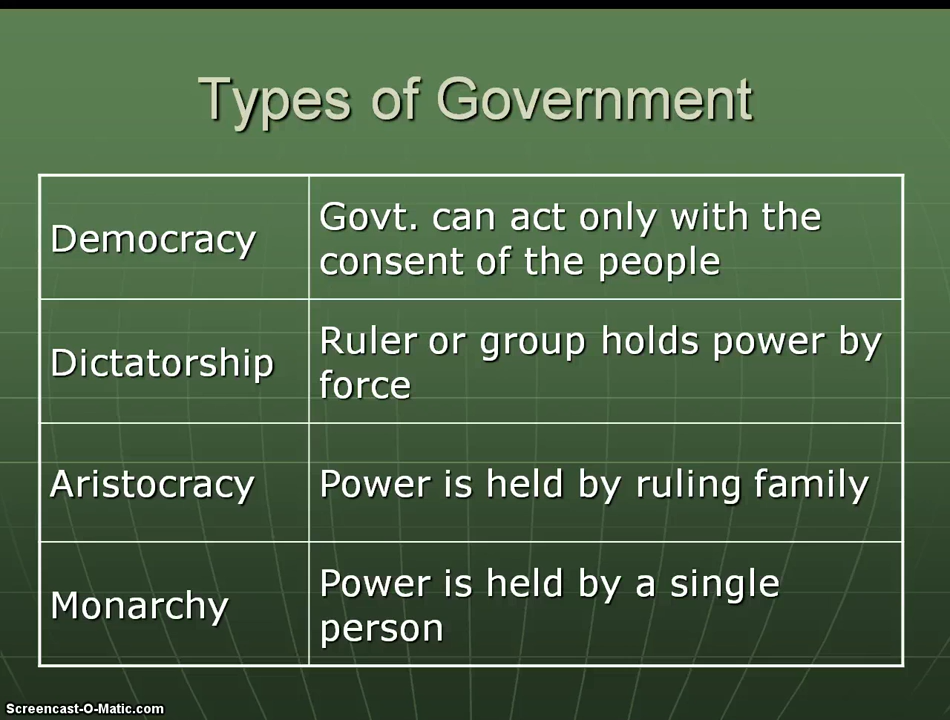 Types of Government
Democracy
Govt. can act only with the
consent of the people
Dictatorship
Ruler or group holds power by
force
Aristocracy
Power is held by ruling family
Monarchy
Power is held by a single
person
Screencast-O-Matic.com